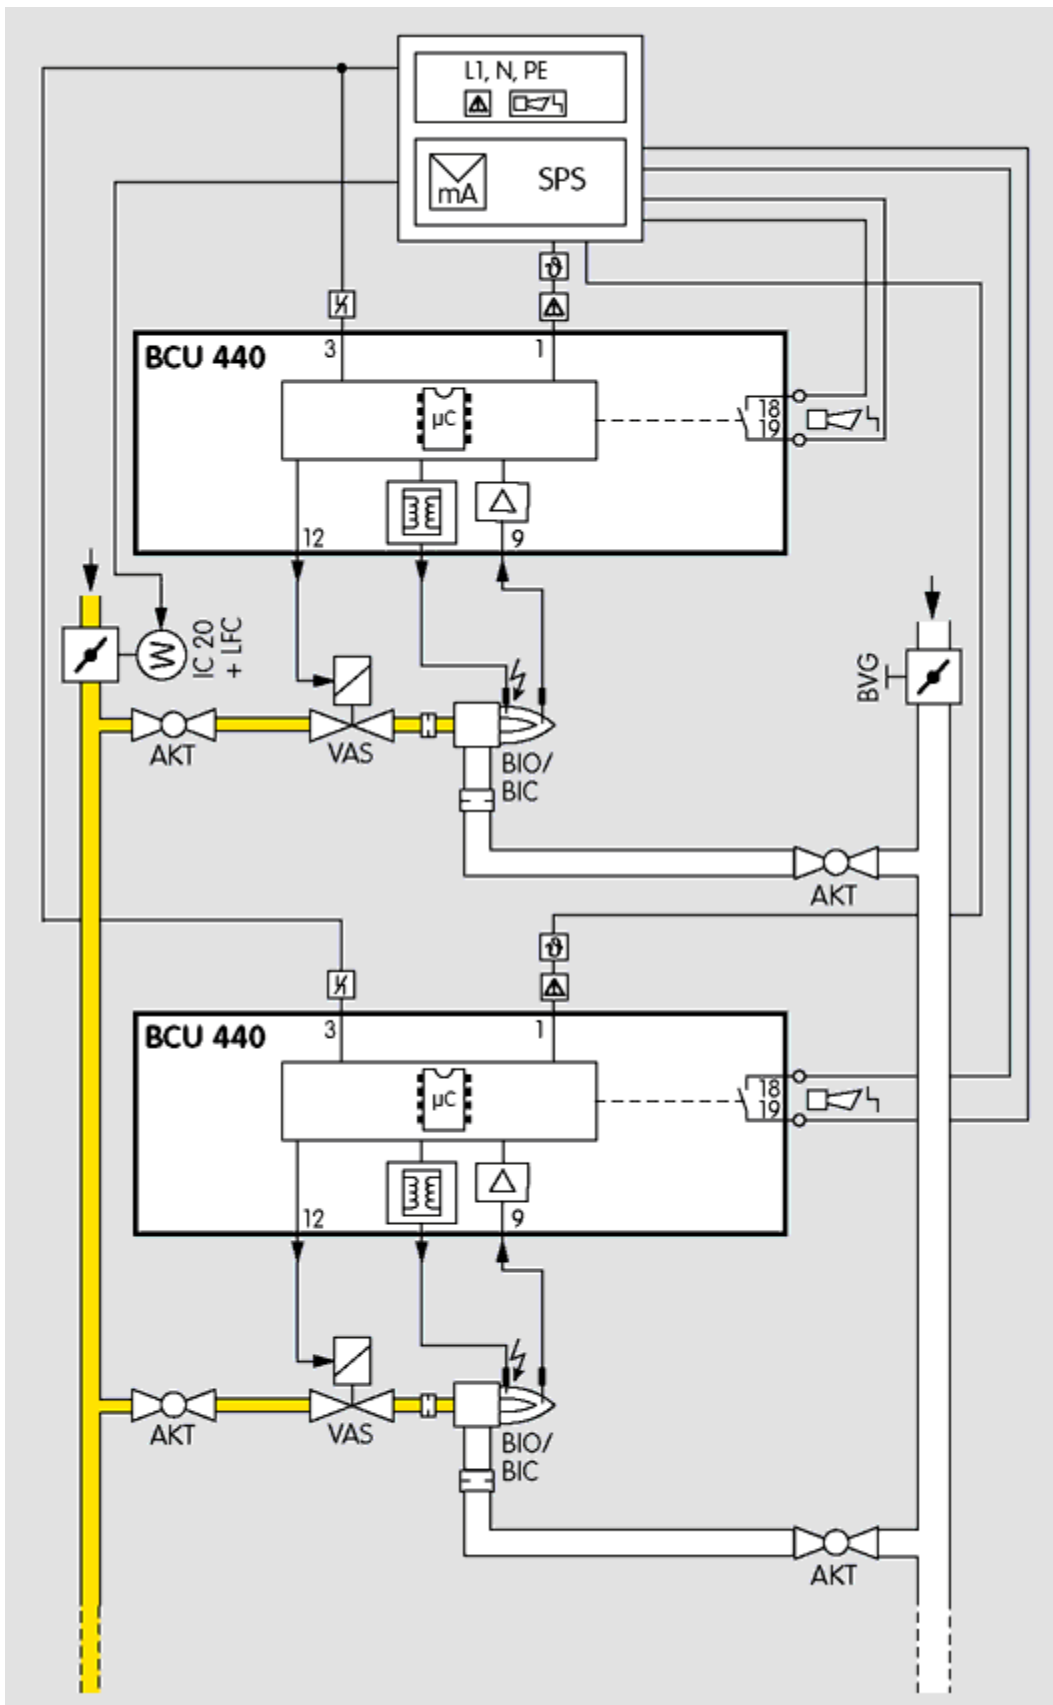 L1, N, PE
mA
SPS
BCU 440
3
1
µC
18
19
12
9
IC 20
+ LFC
BVG
AKT
VAS
BIO/
BIC
AKT
BCU 440
3
1
µC
18
19
12
9
AKT
VAS
BIO/
BIC
AKT